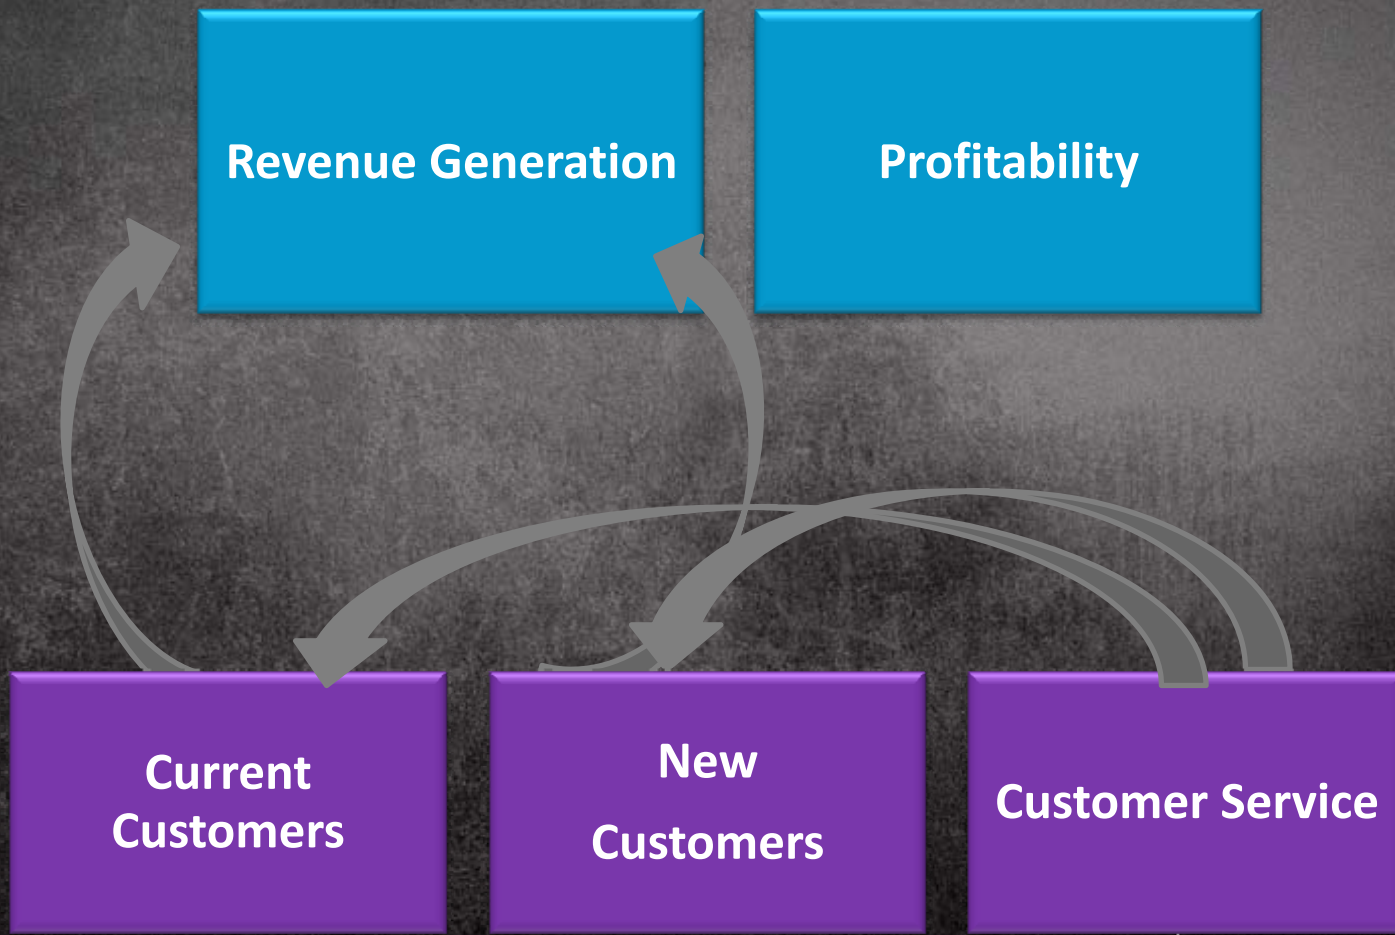 Revenue Generation
Profitability
Current
Customers
New
Customers
Customer Service